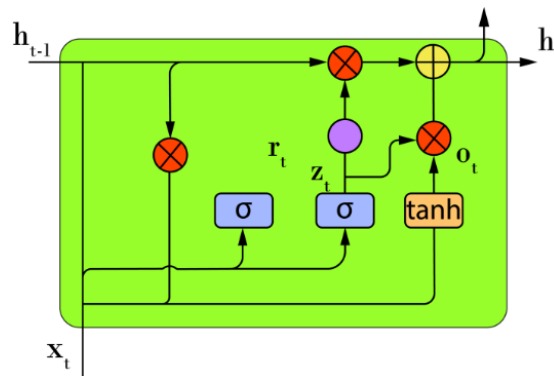 h_{t-1} h
r_t z_t o_t
σ σ tanh
x_t